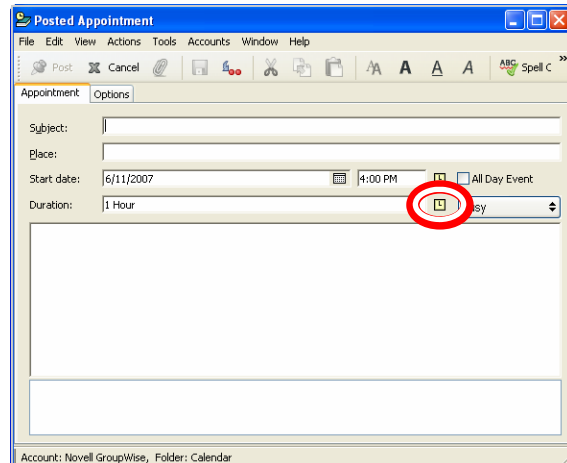 Posted Appointment
File Edit View Actions Tools Accounts Window Help
Post Cancel A A A A ABC Spell C »
Appointment Options
Subject:
Place:
Start date: 6/11/2007 4:00 PM All Day Event
Duration: 1 Hour
Account: Novell GroupWise, Folder: Calendar